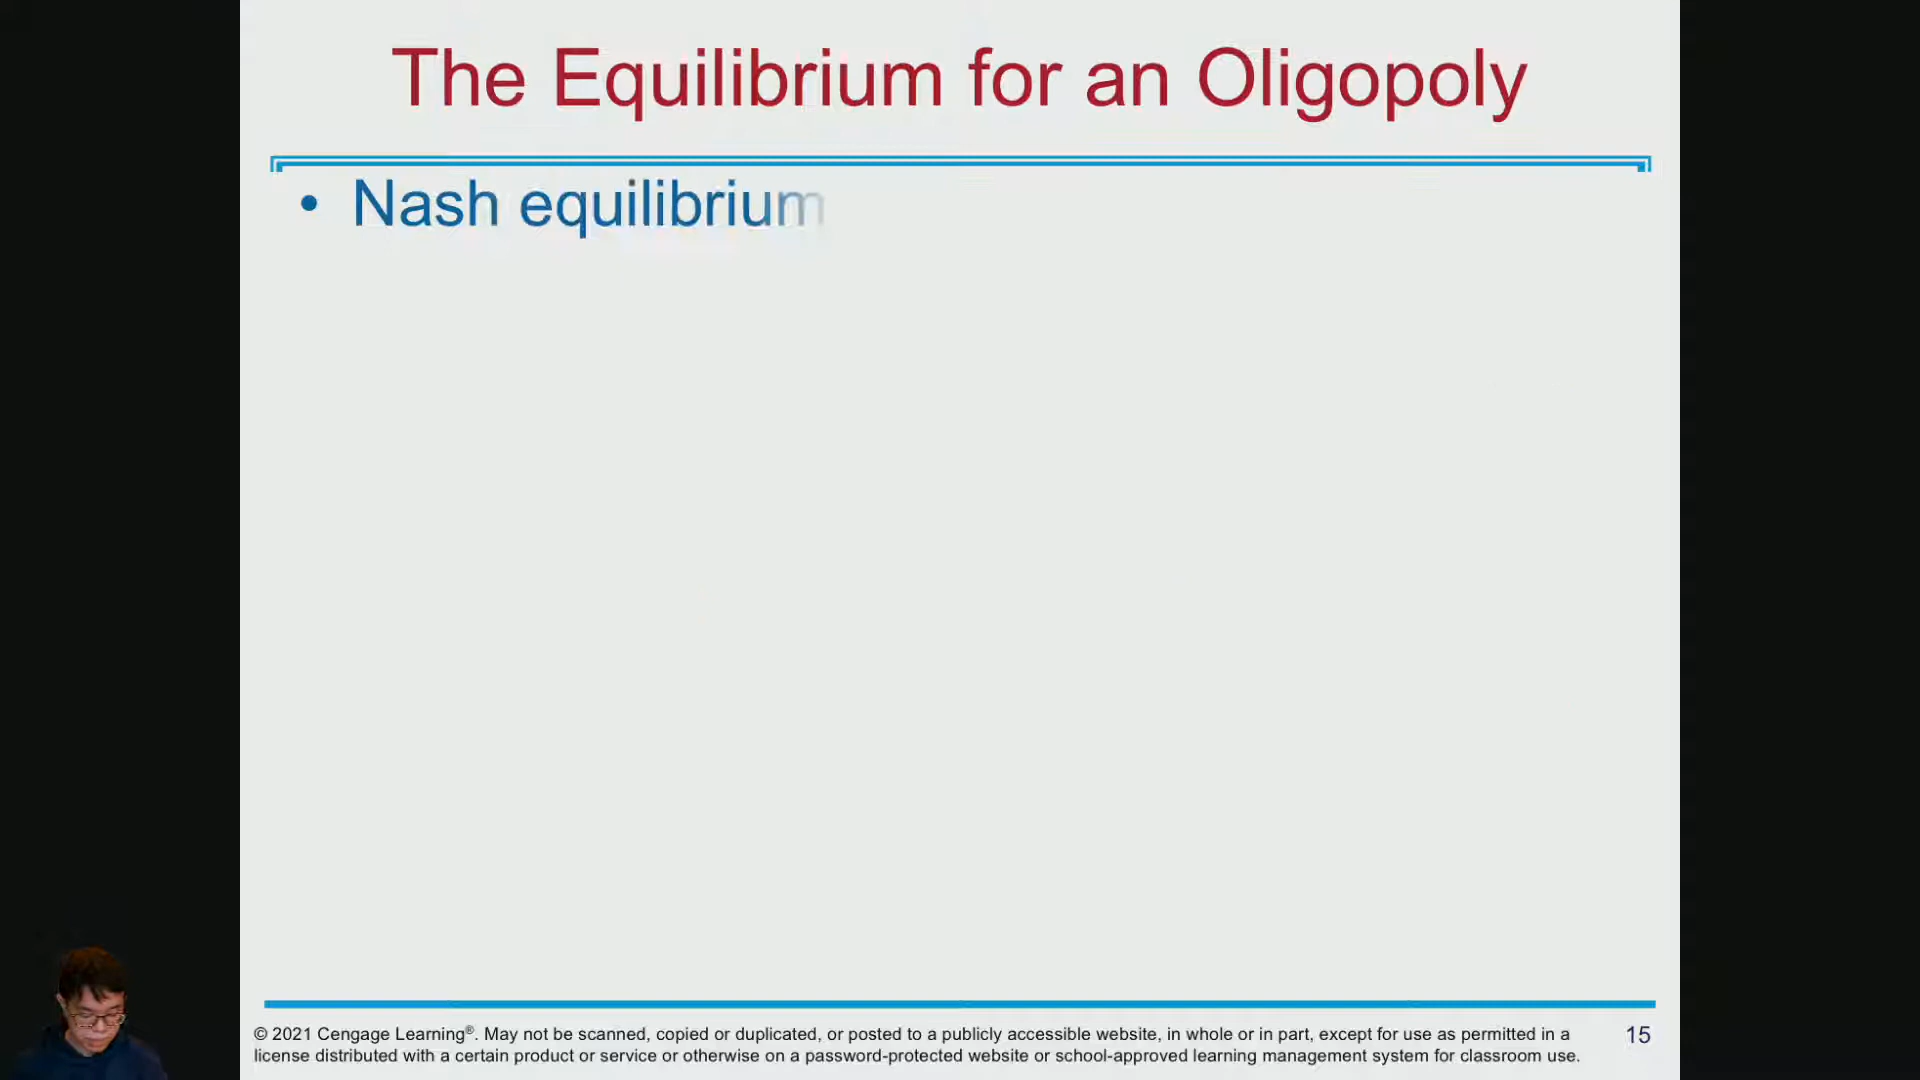 The Equilibrium for an Oligopoly
• Nash equilibrium
© 2021 Cengage Learning®. May not be scanned, copied or duplicated, or posted to a publicly accessible website, in whole or in part, except for use as permitted in a
license distributed with a certain product or service or otherwise on a password-protected website or school-approved learning management system for classroom use.
15